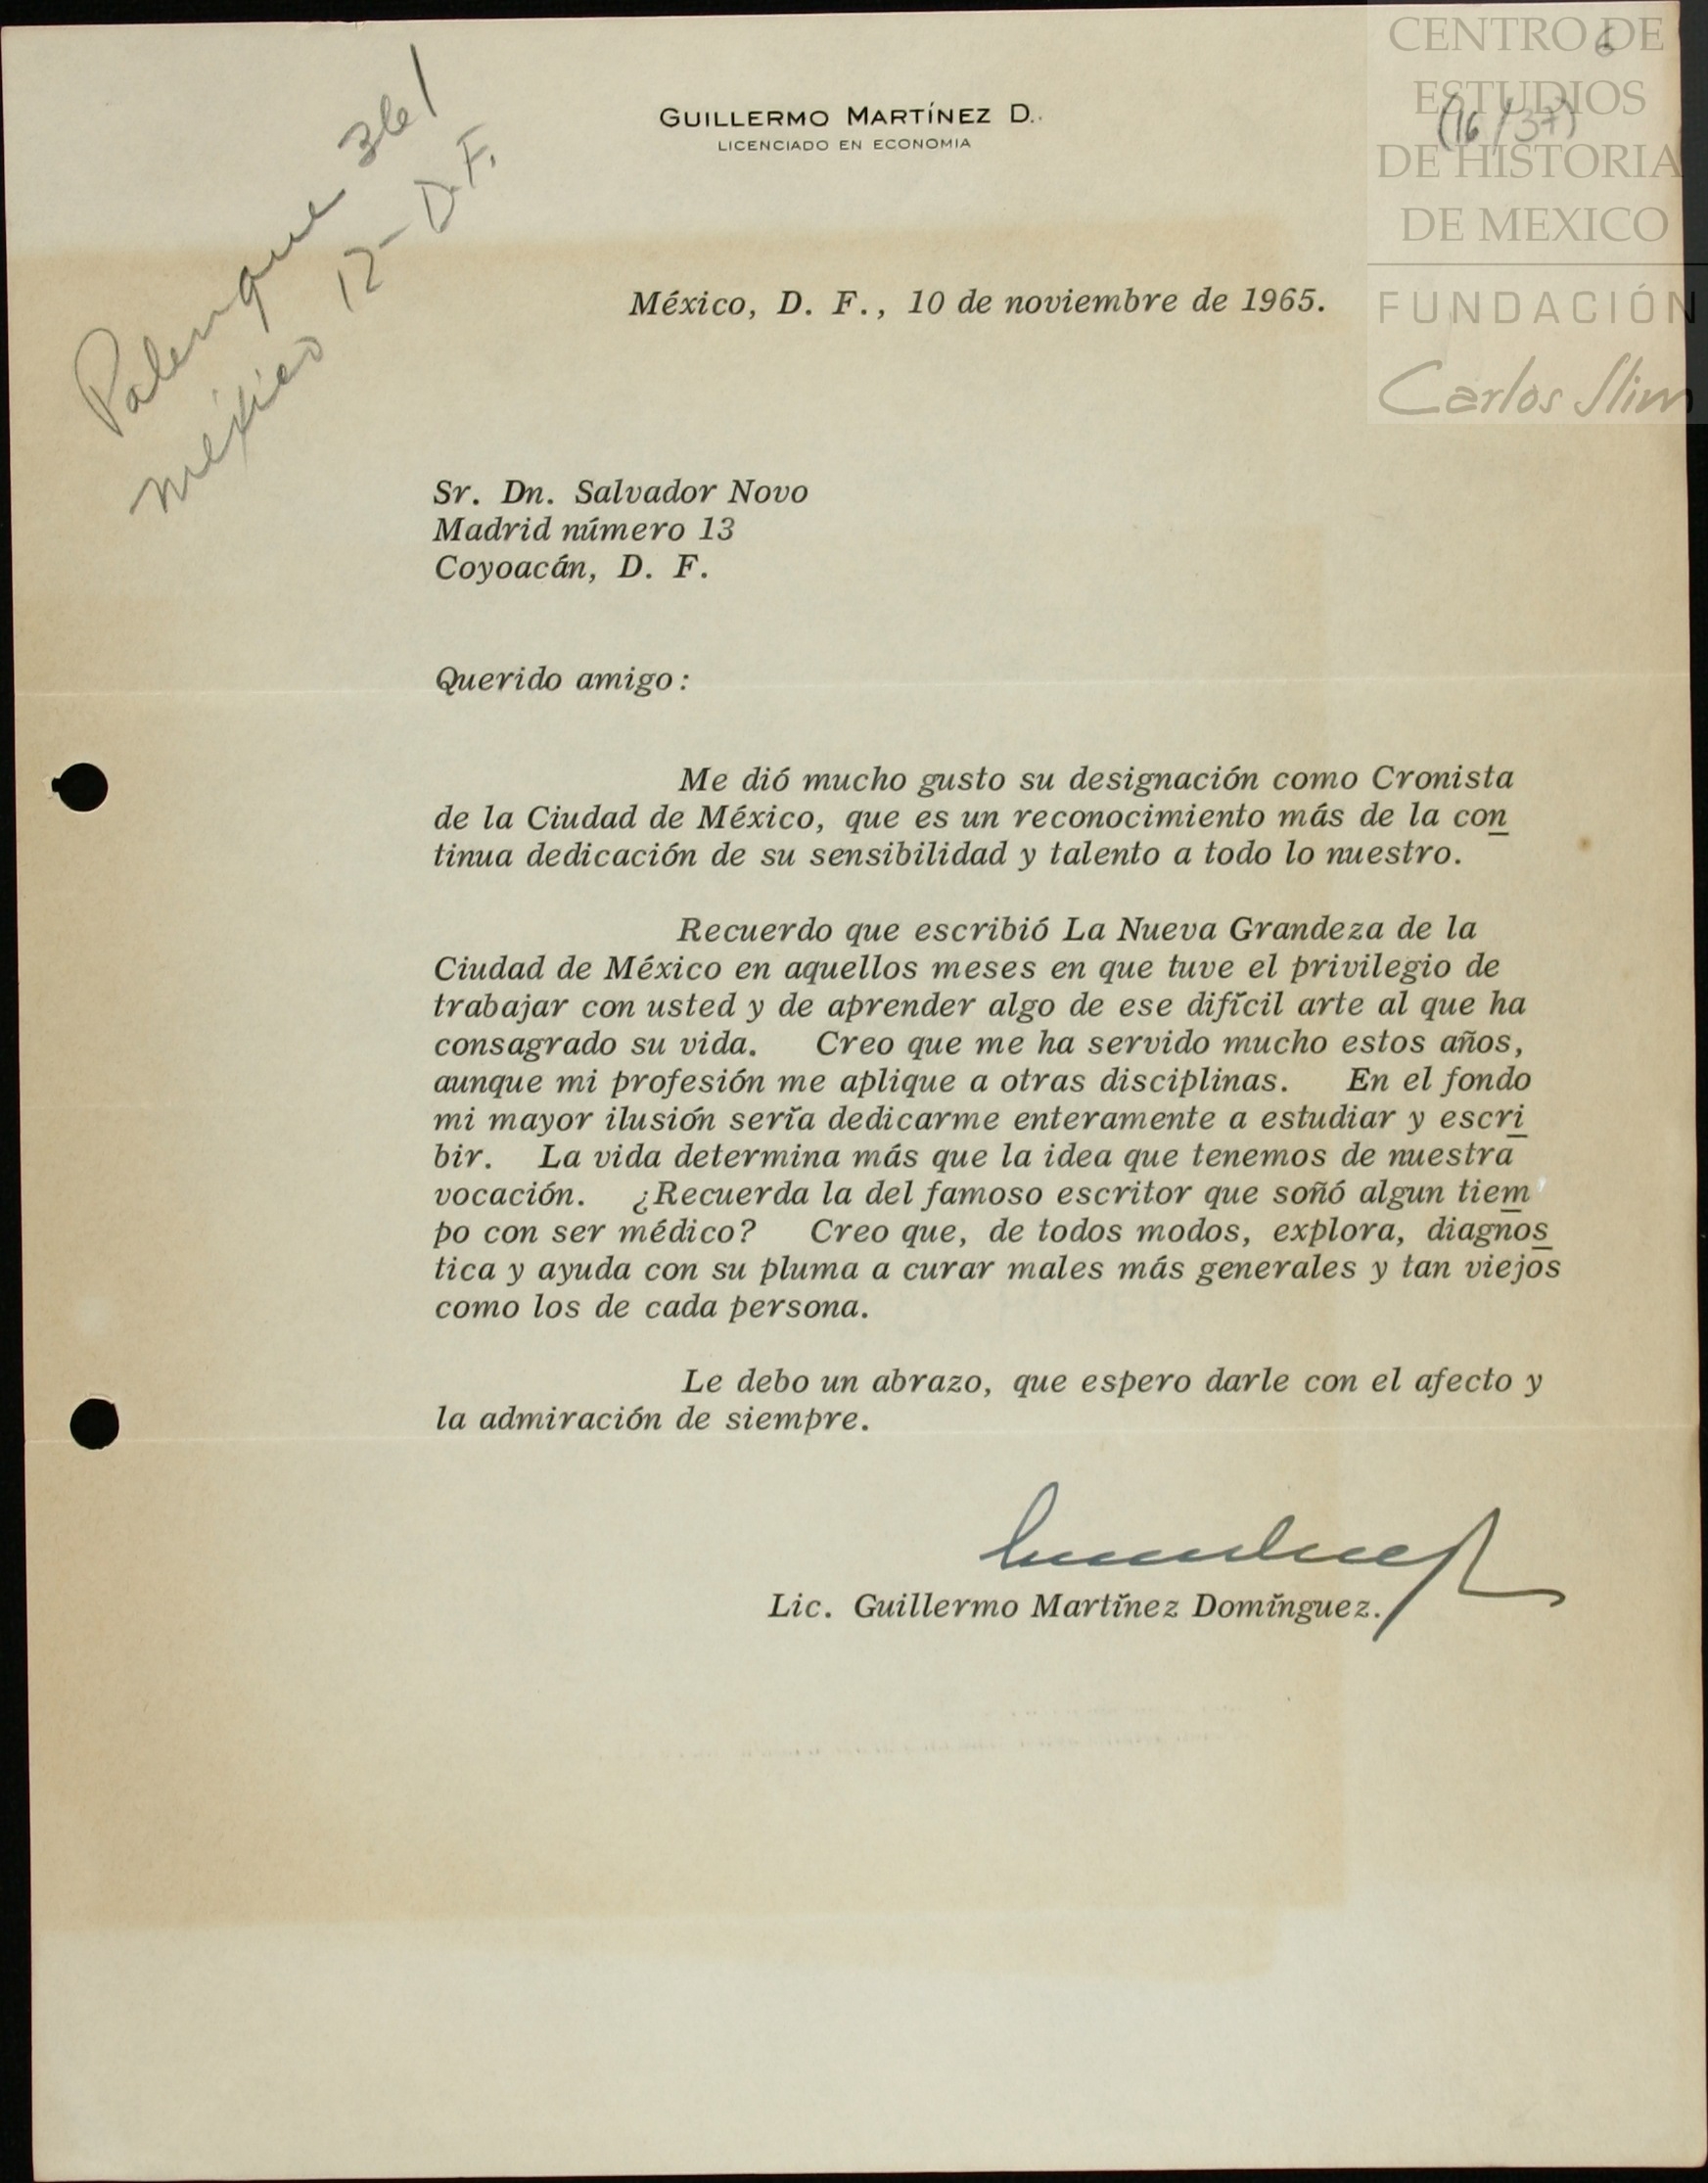 Palenque 361
México 12- D.F.
GUILLERMO MARTÍNEZ D.
LICENCIADO EN ECONOMIA
6
(16/37)
CENTRO DE
ESTUDIOS
DE HISTORIA
DE MEXICO
FUNDACIÓN
Carlos Slim
México, D. F., 10 de noviembre de 1965.
Sr. Dn. Salvador Novo
Madrid número 13
Coyoacán, D. F.
Querido amigo:
Me dió mucho gusto su designación como Cronista
de la Ciudad de México, que es un reconocimiento más de la con
tinua dedicación de su sensibilidad y talento a todo lo nuestro.
Recuerdo que escribió La Nueva Grandeza de la
Ciudad de México en aquellos meses en que tuve el privilegio de
trabajar con usted y de aprender algo de ese difícil arte al que ha
consagrado su vida. Creo que me ha servido mucho estos años,
aunque mi profesión me aplique a otras disciplinas. En el fondo
mi mayor ilusión sería dedicarme enteramente a estudiar y escri
bir. La vida determina más que la idea que tenemos de nuestra
vocación. ¿Recuerda la del famoso escritor que soñó algun tiem
po con ser médico? Creo que, de todos modos, explora, diagnos
tica y ayuda con su pluma a curar males más generales y tan viejos
como los de cada persona.
Le debo un abrazo, que espero darle con el afecto y
la admiración de siempre.
Lic. Guillermo Martínez Domínguez.